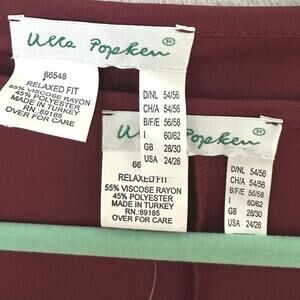 Ulla Popken ®
66548
RELAXED FIT
55% VISCOSE RAYON
45% POLYESTER
MADE IN TURKEY
RN.:89185
OVER FOR CARE
D/NL 54/56
CH/A 54/56
B/F/E 56/58
I 60/62
GB 28/30
USA 24/26
Ulla Popken ®
66
RELAXED FIT
55% VISCOSE RAYON
45% POLYESTER
MADE IN TURKEY
RN.:89185
OVER FOR CARE
D/NL 54/56
CH/A 54/56
B/F/E 56/58
I 60/62
GB 28/30
USA 24/26